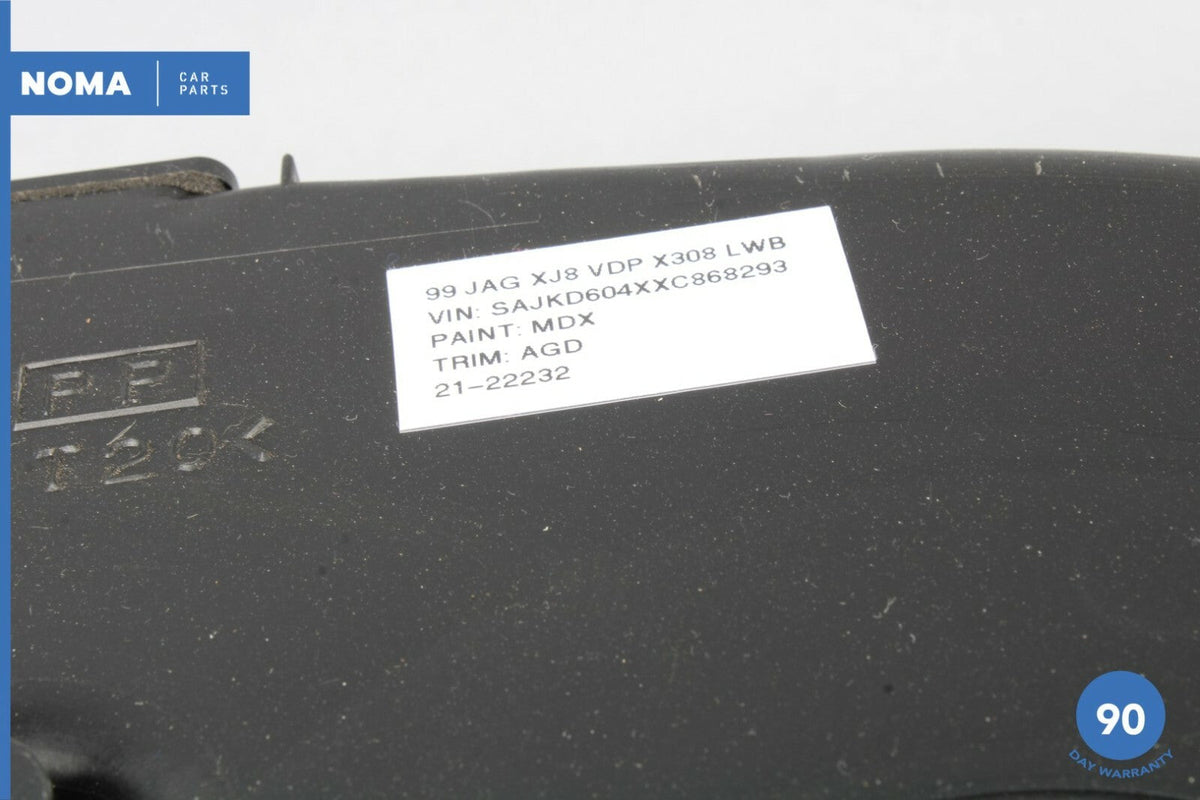 NOMA
CAR
PARTS
99 JAG XJ8 VDP X308 LWB
VIN: SAJKD604XXC868293
PAINT: MDX
TRIM: AGD
21-22232
PP
T20<
90
DAY WARRANTY